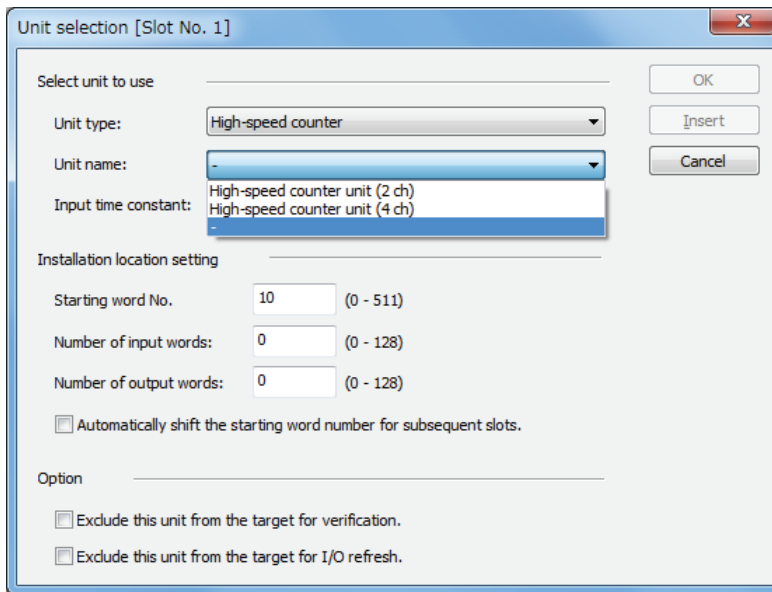 Unit selection [Slot No. 1]
x
Select unit to use
OK
Unit type: High-speed counter
Insert
Unit name: -
Cancel
High-speed counter unit (2 ch)
Input time constant: High-speed counter unit (4 ch)
-
Installation location setting
Starting word No. 10 (0 - 511)
Number of input words: 0 (0 - 128)
Number of output words: 0 (0 - 128)
Automatically shift the starting word number for subsequent slots.
Option
Exclude this unit from the target for verification.
Exclude this unit from the target for I/O refresh.